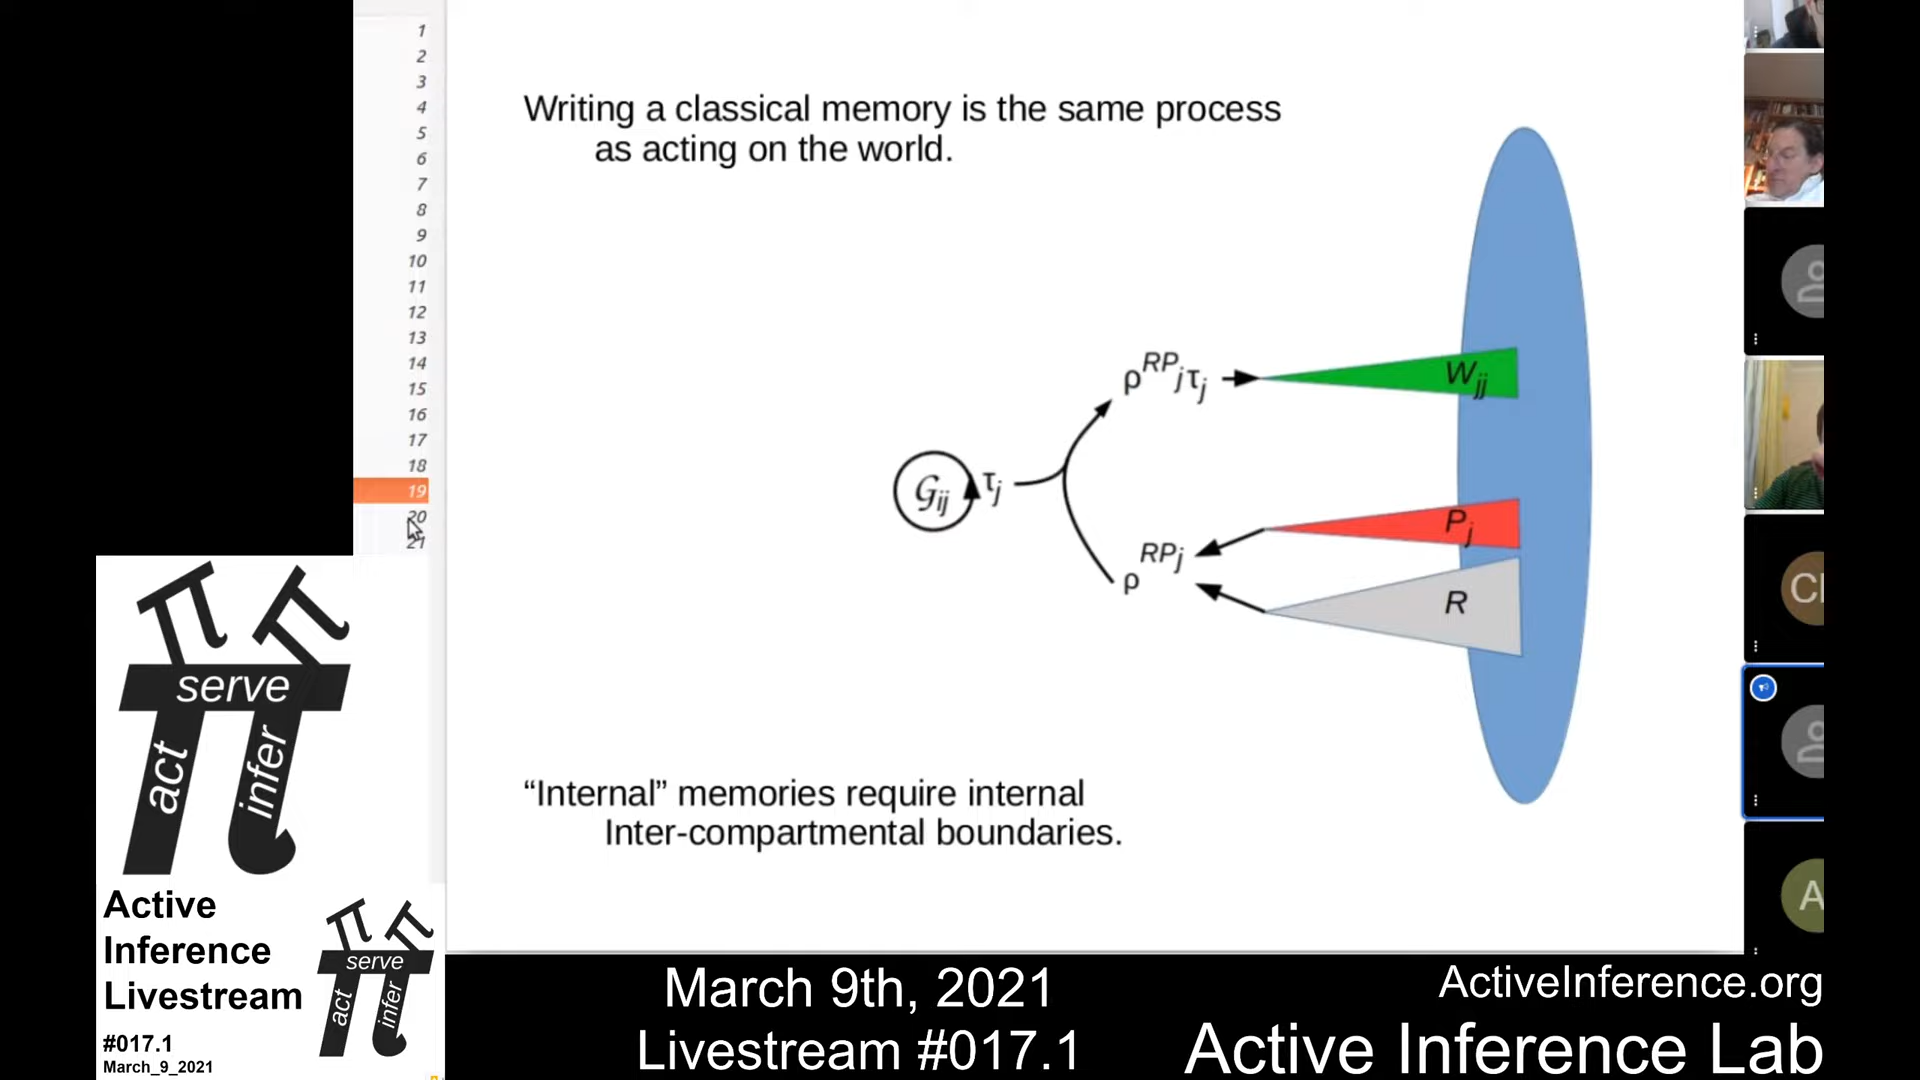 1
2
3
4
5
6
7
8
9
10
11
12
13
14
15
16
17
18
19
20
21
Writing a classical memory is the same process
as acting on the world.
ρ^RP_jτ_j
W_jj
G_ij
τ_j
P_j
ρ^RP_j
R
“Internal” memories require internal
Inter-compartmental boundaries.
serve
act
infer
Active
Inference
Livestream
#017.1
March_9_2021
serve
act
infer
March 9th, 2021
Livestream #017.1
ActiveInference.org
Active Inference Lab
A